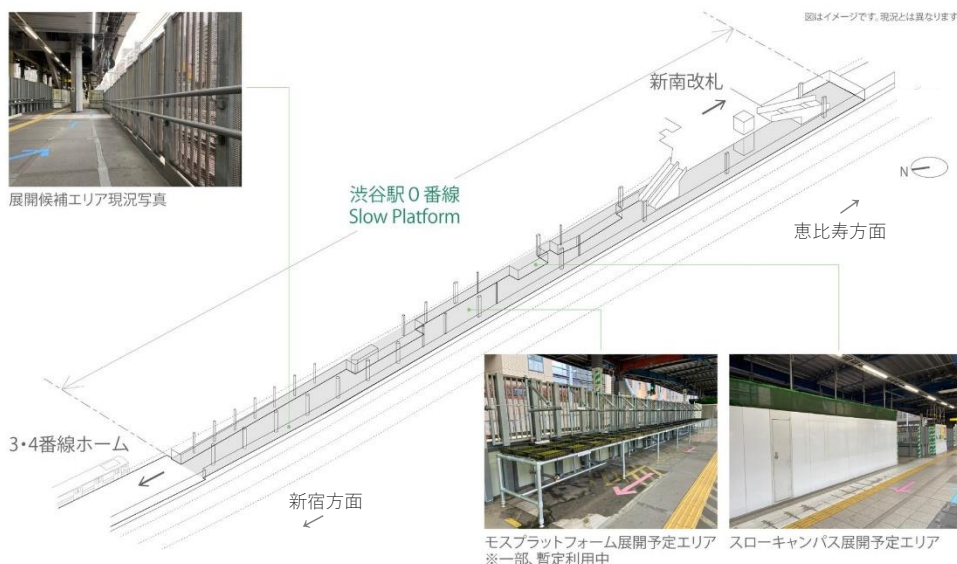 図はイメージです。現況とは異なります
新南改札
展開候補エリア現況写真
渋谷駅0番線
Slow Platform
N
恵比寿方面
3・4番線ホーム
新宿方面
モスプラットフォーム展開予定エリア
※一部、暫定利用中
スローキャンパス展開予定エリア